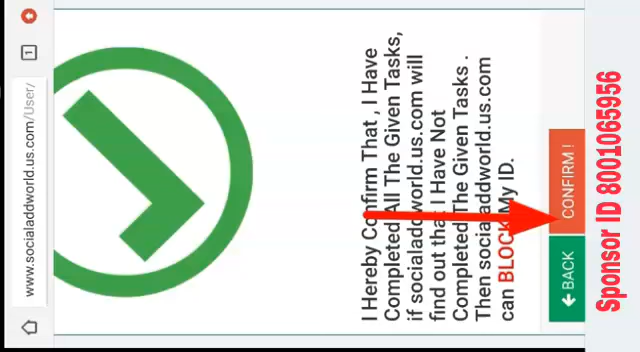 www.socialaddworld.us.com/User/
1
I Hereby Confirm That , I Have
Completed All The Given Tasks,
if socialaddworld.us.com will
find out that I Have Not
Completed The Given Tasks .
Then socialaddworld.us.com
can BLOCK My ID.
BACK
CONFIRM !
Sponsor ID 8001065956